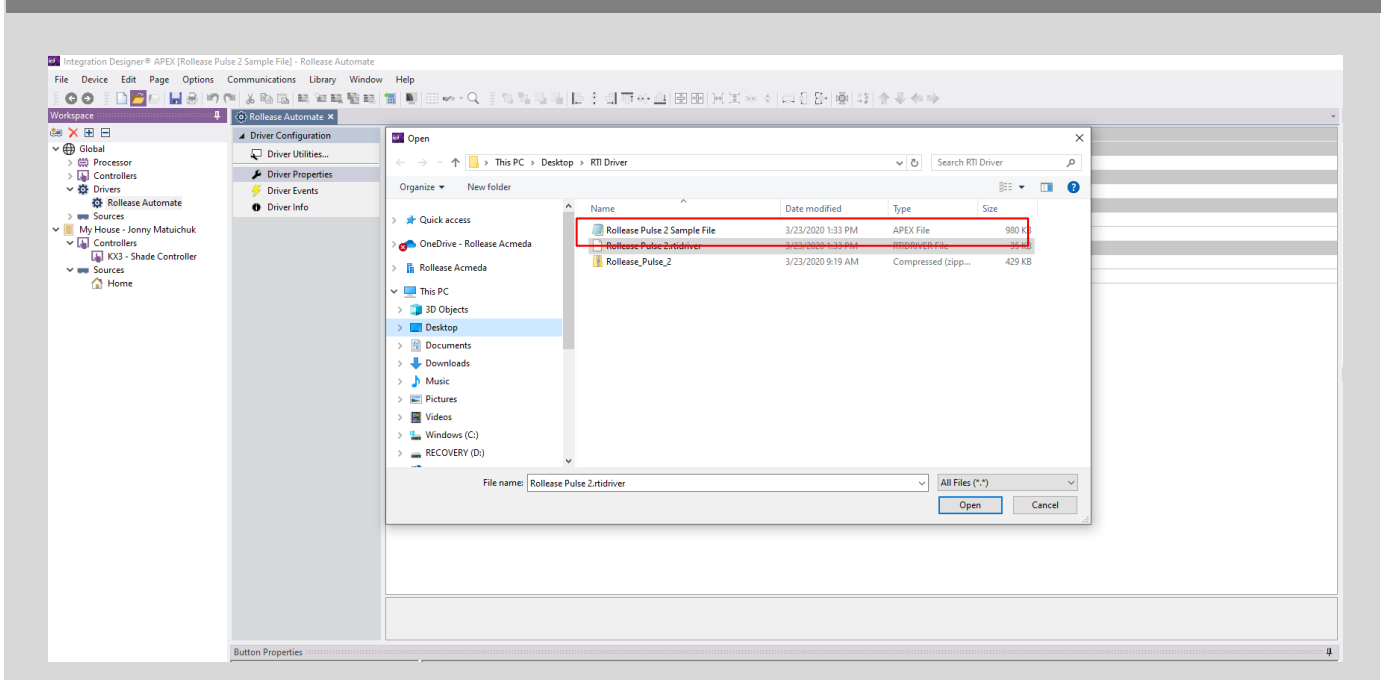 Integration Designer® APEX [Rollease Pulse 2 Sample File] - Rollease Automate
File Device Edit Page Options Communications Library Window Help
Workspace
Rollease Automate
Global
Processor
Controllers
Drivers
Rollease Automate
Sources
My House - Jonny Matuichuk
Controllers
KX3 - Shade Controller
Sources
Home
Driver Configuration
Driver Utilities...
Driver Properties
Driver Events
Driver Info
Open
This PC > Desktop > RTI Driver
Search RTI Driver
Organize New folder
Quick access
OneDrive - Rollease Acmeda
Rollease Acmeda
This PC
3D Objects
Desktop
Documents
Downloads
Music
Pictures
Videos
Windows (C:)
RECOVERY (D:)
Name Date modified Type Size
Rollease Pulse 2 Sample File 3/23/2020 1:33 PM APEX File 980 KB
Rollease Pulse 2.rtidriver 3/23/2020 1:33 PM RTIDRIVER File 35 KB
Rollease_Pulse_2 3/23/2020 9:19 AM Compressed (zipp... 429 KB
File name: Rollease Pulse 2.rtidriver All Files (*.*)
Open Cancel
Button Properties